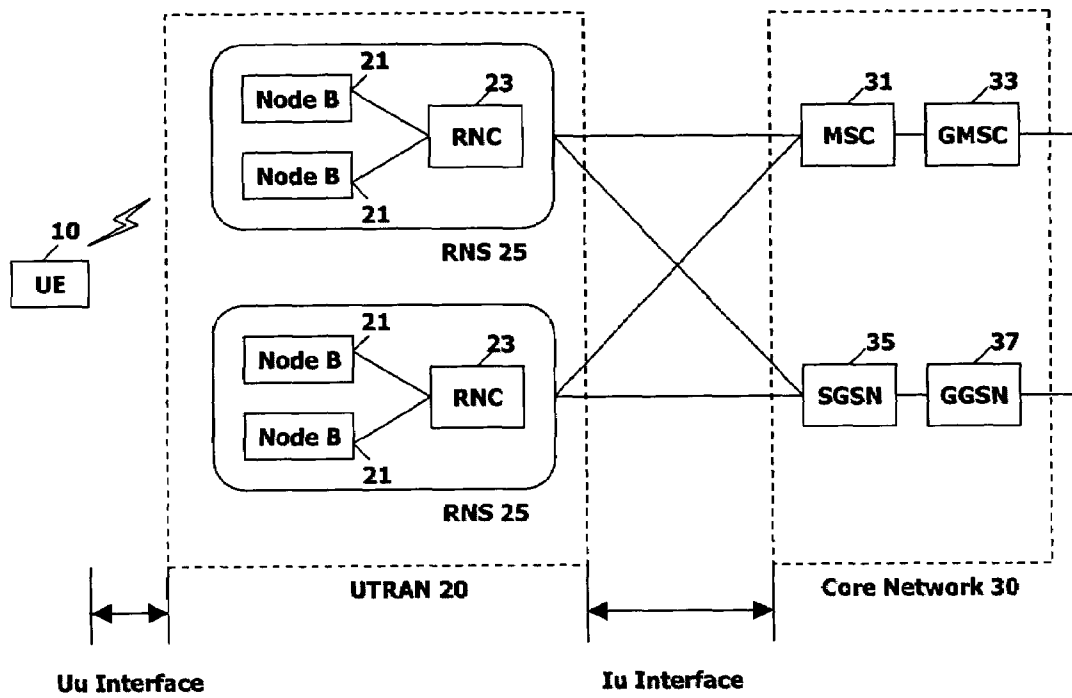 21
Node B
23
RNC
Node B
21
RNS 25
10
UE
21
Node B
23
RNC
Node B
21
RNS 25
31
MSC
33
GMSC
35
SGSN
37
GGSN
UTRAN 20
Core Network 30
Uu Interface
Iu Interface